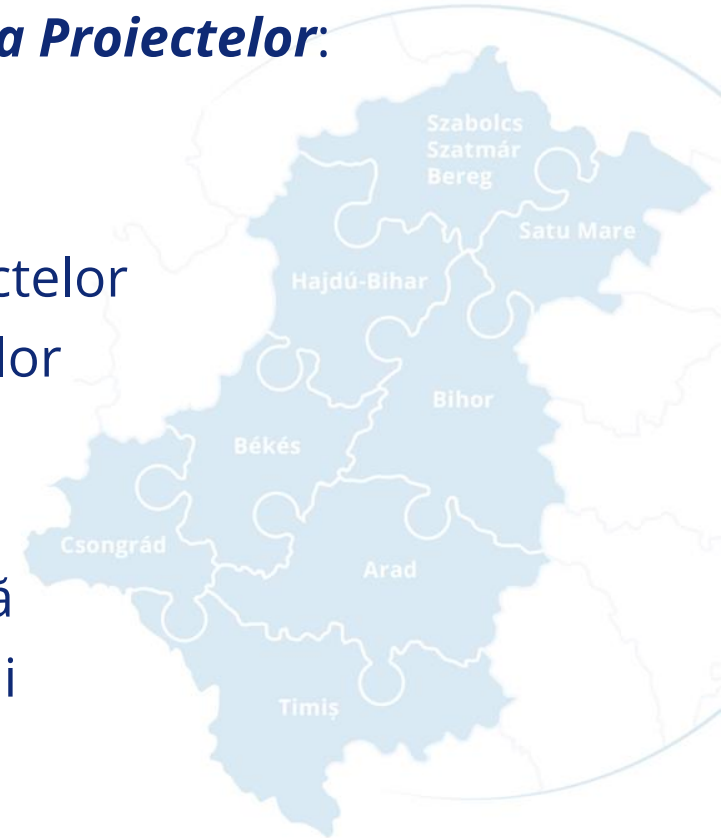 a Proiectelor:
Szabolcs
Szatmár
Bereg
Satu Mare
ctelor
Hajdú-Bihar
lor
Bihor
Békés
Csongrád
Arad
ă
i
Timiș